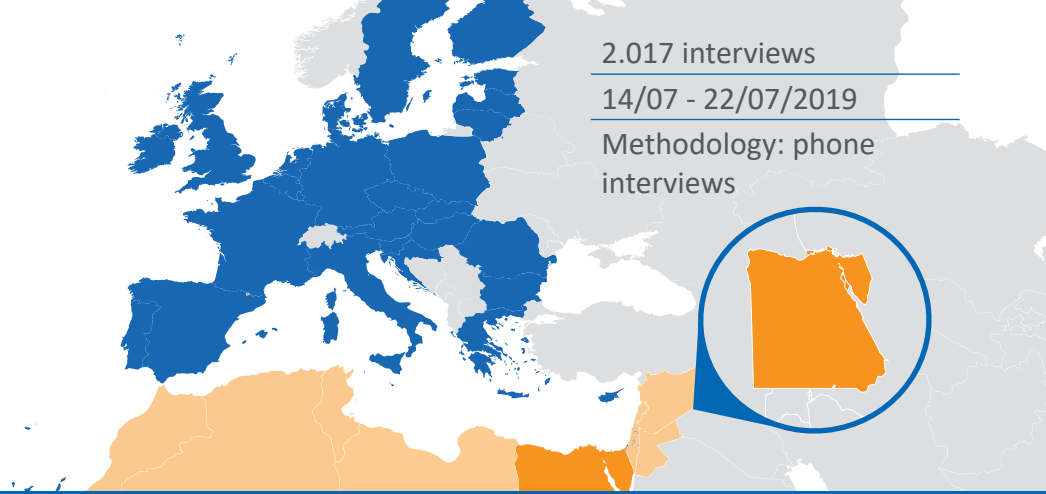 2.017 interviews
14/07 - 22/07/2019
Methodology: phone
interviews